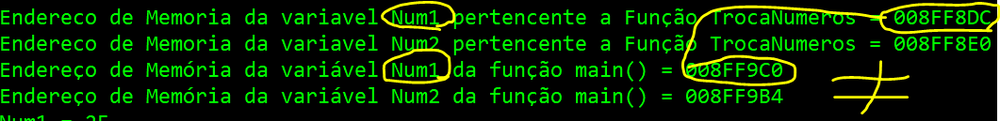 Endereco de Memoria da variavel Num1 pertencente a Função TrocaNumeros = 008FF8DC
Endereco de Memoria da variavel Num2 pertencente a Função TrocaNumeros = 008FF8E0
Endereço de Memória da variável Num1 da função main() = 008FF9C0
Endereço de Memória da variável Num2 da função main() = 008FF9B4
Num1 = 25
≠